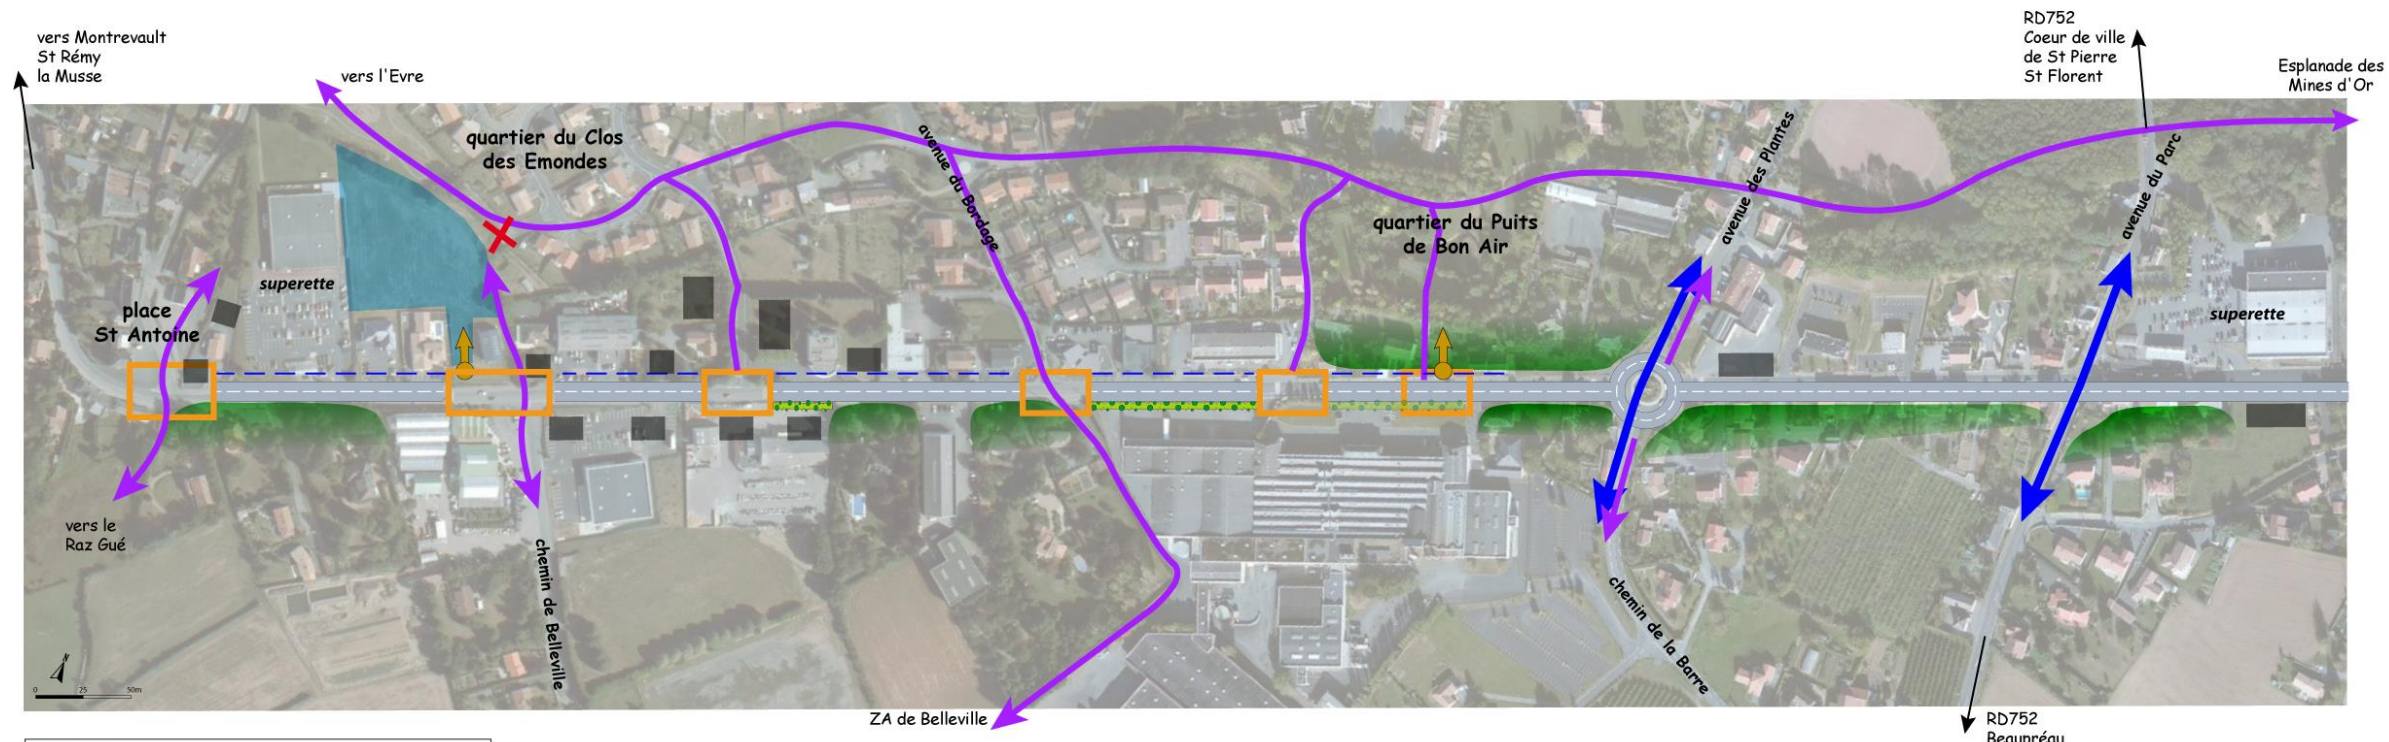 vers Montrevault
St Rémy
la Musse
vers l'Evre
RD752
Coeur de ville
de St Pierre
St Florent
Esplanade des
Mines d'Or
quartier du Clos
des Emondes
avenue du Bordage
avenue des Plantes
avenue du Parc
quartier du Puits
de Bon Air
superette
place
St Antoine
superette
vers le
Raz Gué
chemin de Belleville
chemin de la Barre
N
0 25 50m
ZA de Belleville
RD752
Beaupréau